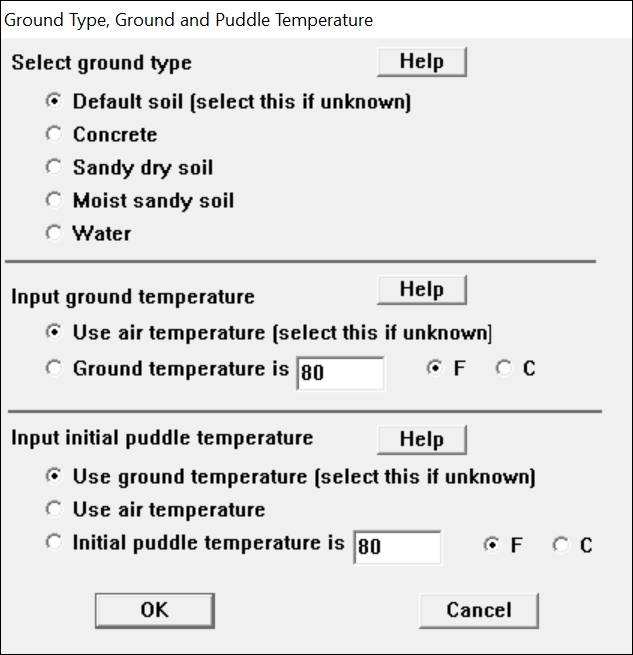 Ground Type, Ground and Puddle Temperature
Select ground type Help
Default soil (select this if unknown)
Concrete
Sandy dry soil
Moist sandy soil
Water
Input ground temperature Help
Use air temperature (select this if unknown)
Ground temperature is 80 F C
Input initial puddle temperature Help
Use ground temperature (select this if unknown)
Use air temperature
Initial puddle temperature is 80 F C
OK Cancel